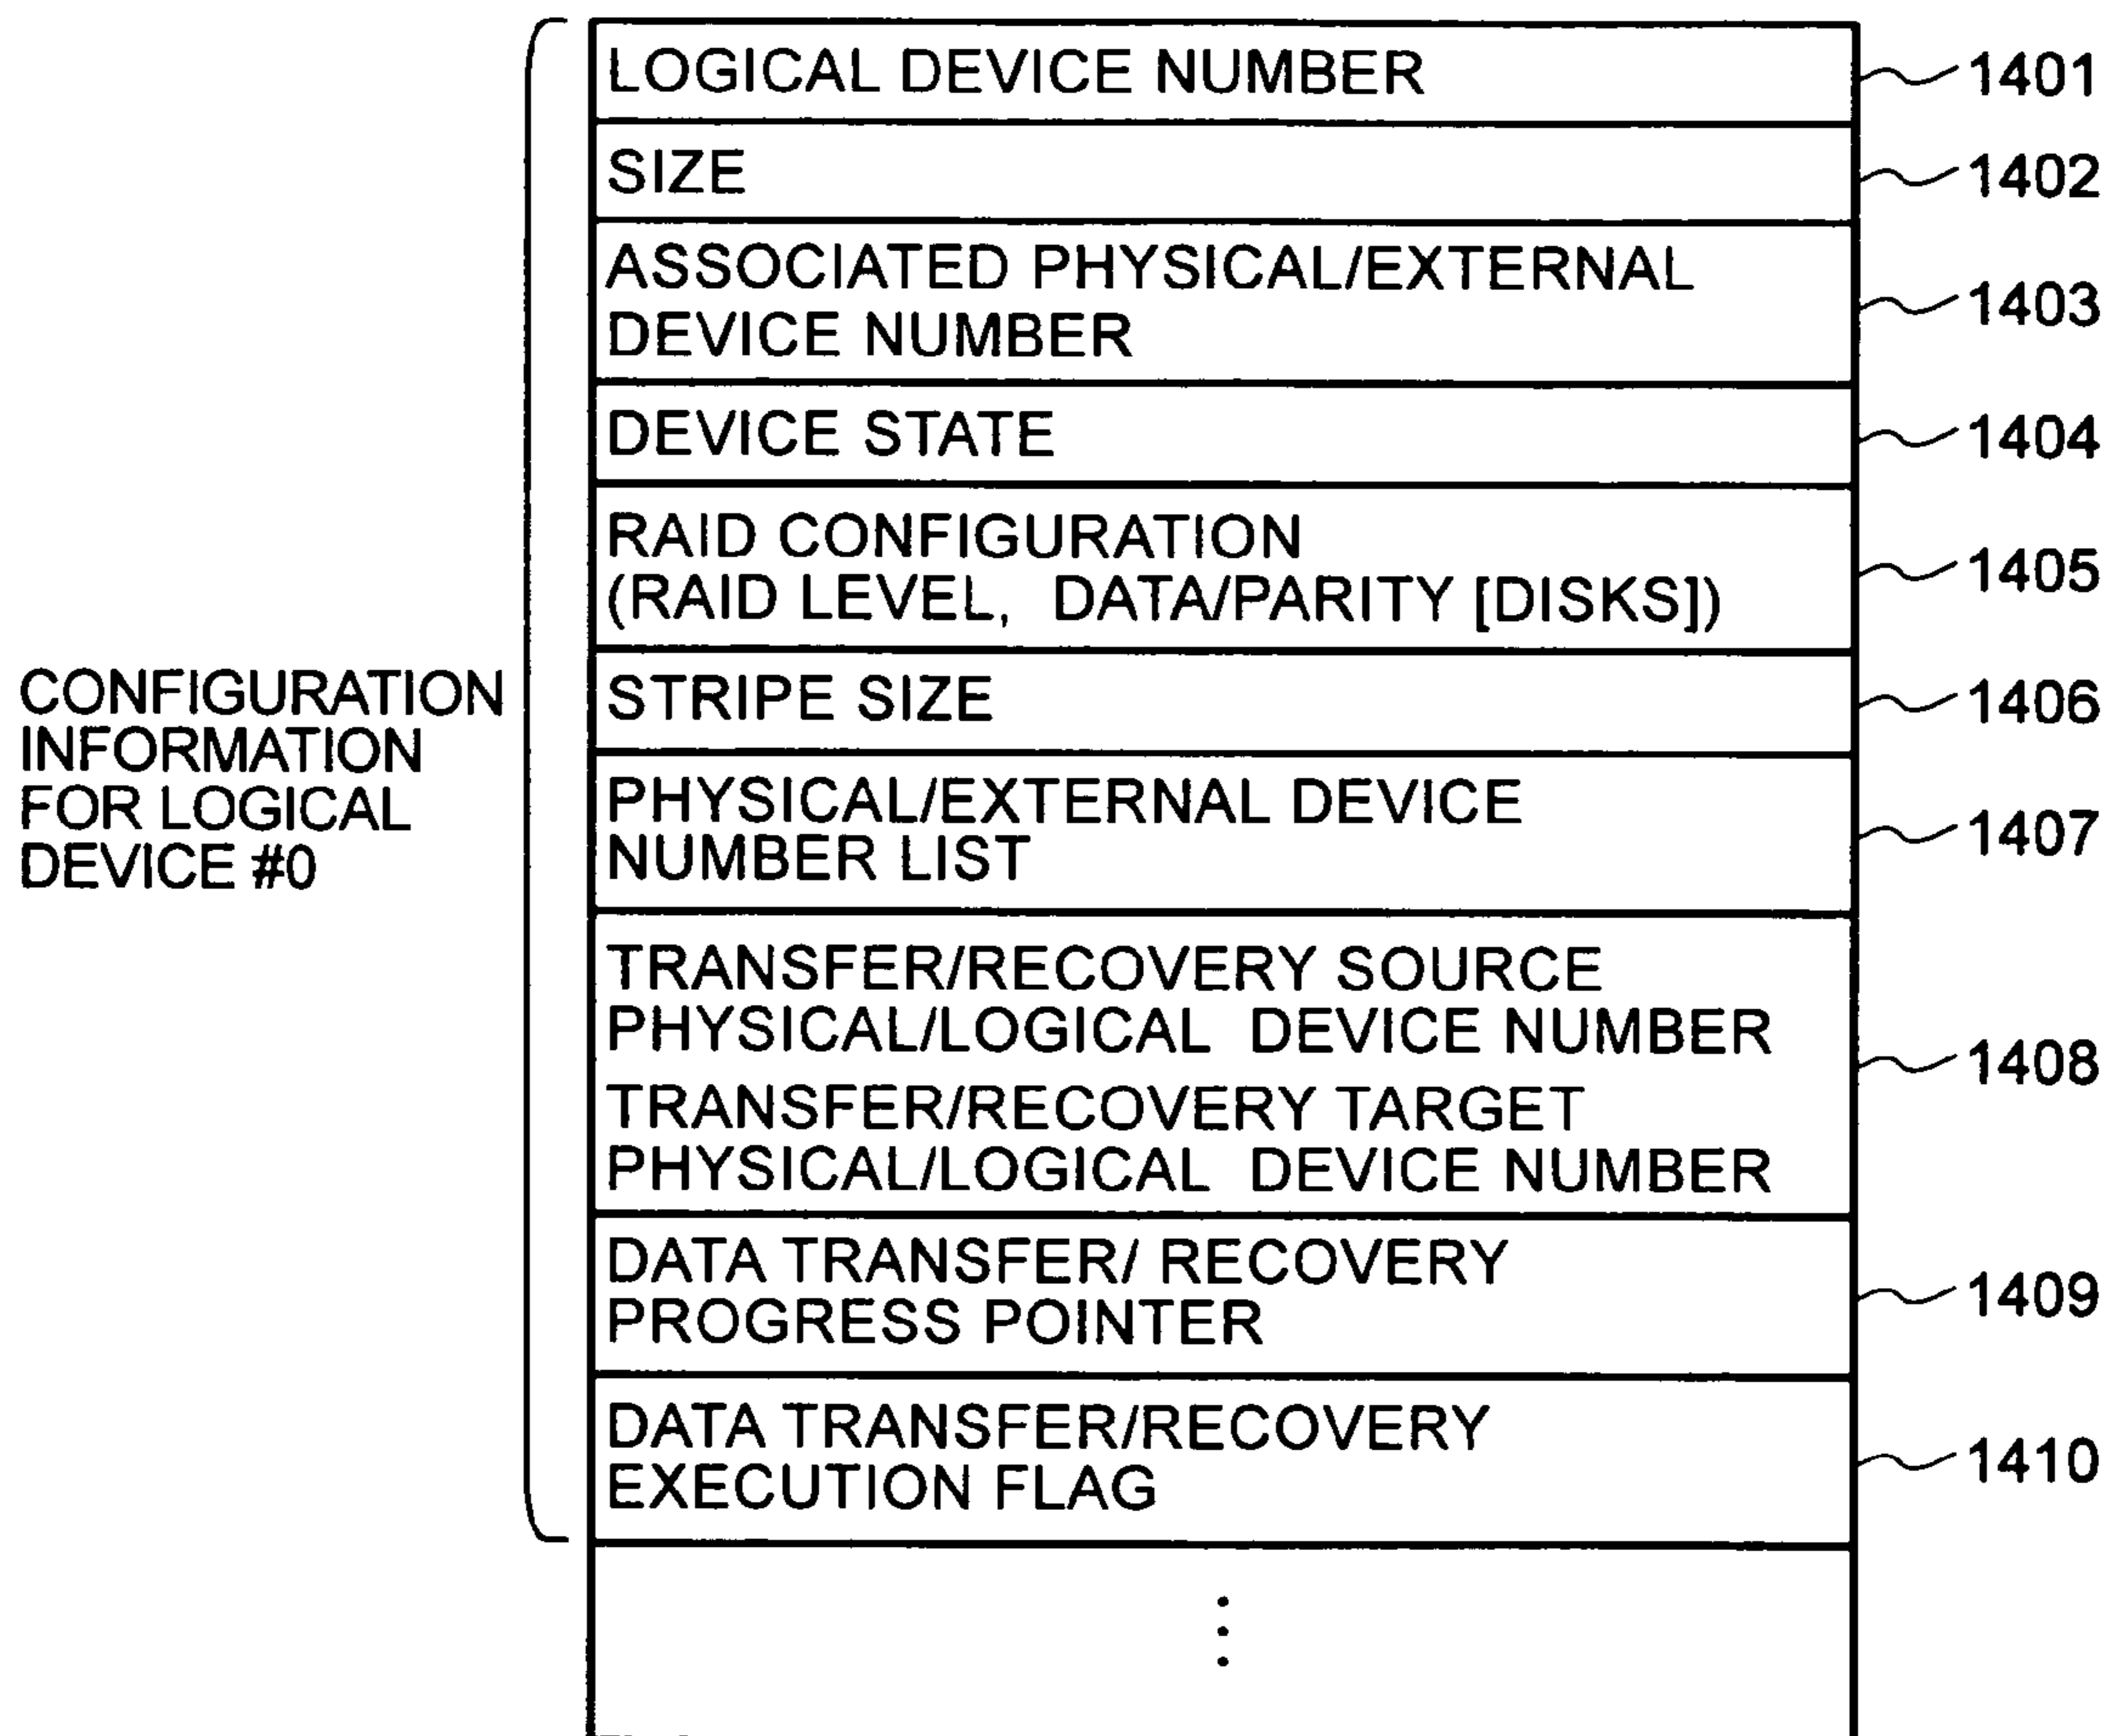 LOGICAL DEVICE NUMBER
1401
SIZE
1402
ASSOCIATED PHYSICAL/EXTERNAL
DEVICE NUMBER
1403
DEVICE STATE
1404
RAID CONFIGURATION
(RAID LEVEL, DATA/PARITY [DISKS])
1405
CONFIGURATION
INFORMATION
FOR LOGICAL
DEVICE #0
STRIPE SIZE
1406
PHYSICAL/EXTERNAL DEVICE
NUMBER LIST
1407
TRANSFER/RECOVERY SOURCE
PHYSICAL/LOGICAL DEVICE NUMBER
TRANSFER/RECOVERY TARGET
PHYSICAL/LOGICAL DEVICE NUMBER
1408
DATA TRANSFER/ RECOVERY
PROGRESS POINTER
1409
DATA TRANSFER/RECOVERY
EXECUTION FLAG
1410